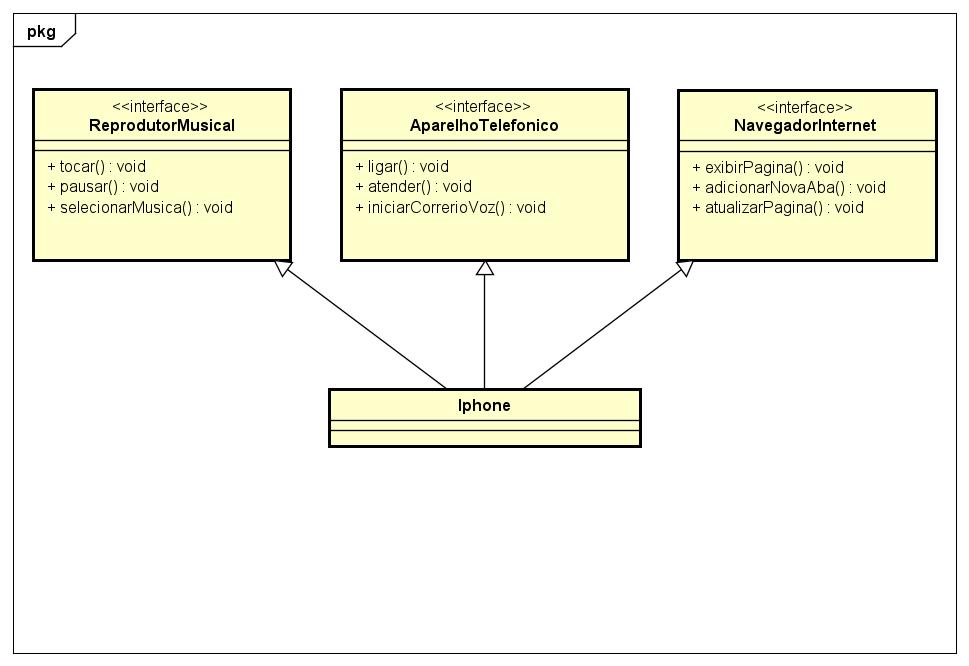 pkg
<<interface>>
ReprodutorMusical
+ tocar() : void
+ pausar() : void
+ selecionarMusica() : void
<<interface>>
AparelhoTelefonico
+ ligar() : void
+ atender() : void
+ iniciarCorrerioVoz() : void
<<interface>>
NavegadorInternet
+ exibirPagina() : void
+ adicionarNovaAba() : void
+ atualizarPagina() : void
Iphone